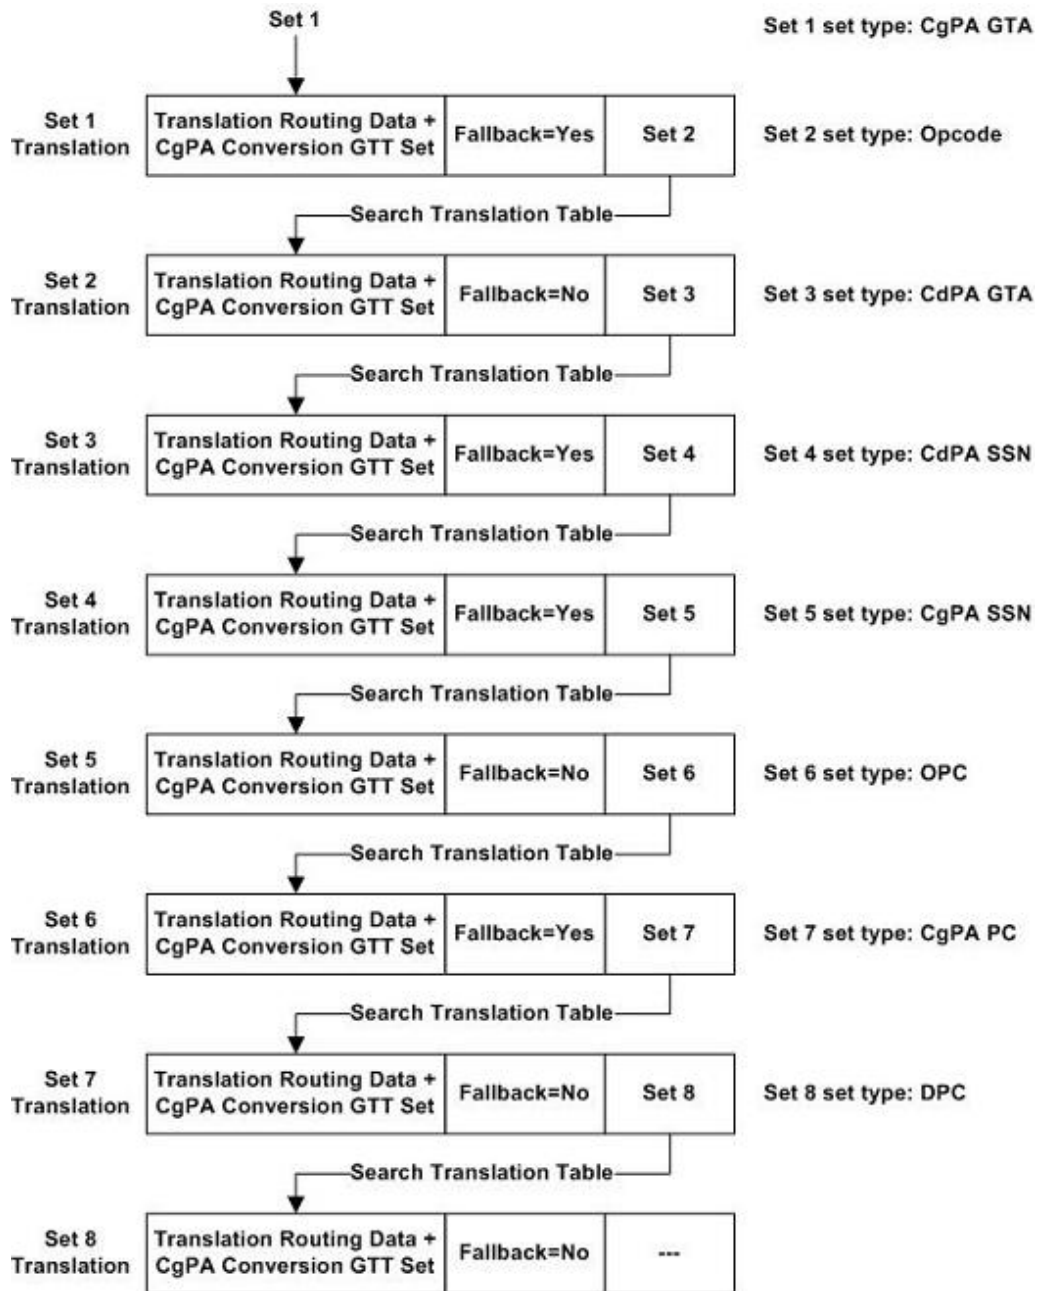 Set 1
Set 1 set type: CgPA GTA
Set 1
Translation
Translation Routing Data +
CgPA Conversion GTT Set
Fallback=Yes
Set 2
Set 2 set type: Opcode
Search Translation Table
Set 2
Translation
Translation Routing Data +
CgPA Conversion GTT Set
Fallback=No
Set 3
Set 3 set type: CdPA GTA
Search Translation Table
Set 3
Translation
Translation Routing Data +
CgPA Conversion GTT Set
Fallback=Yes
Set 4
Set 4 set type: CdPA SSN
Search Translation Table
Set 4
Translation
Translation Routing Data +
CgPA Conversion GTT Set
Fallback=Yes
Set 5
Set 5 set type: CgPA SSN
Search Translation Table
Set 5
Translation
Translation Routing Data +
CgPA Conversion GTT Set
Fallback=No
Set 6
Set 6 set type: OPC
Search Translation Table
Set 6
Translation
Translation Routing Data +
CgPA Conversion GTT Set
Fallback=Yes
Set 7
Set 7 set type: CgPA PC
Search Translation Table
Set 7
Translation
Translation Routing Data +
CgPA Conversion GTT Set
Fallback=No
Set 8
Set 8 set type: DPC
Search Translation Table
Set 8
Translation
Translation Routing Data +
CgPA Conversion GTT Set
Fallback=No
---